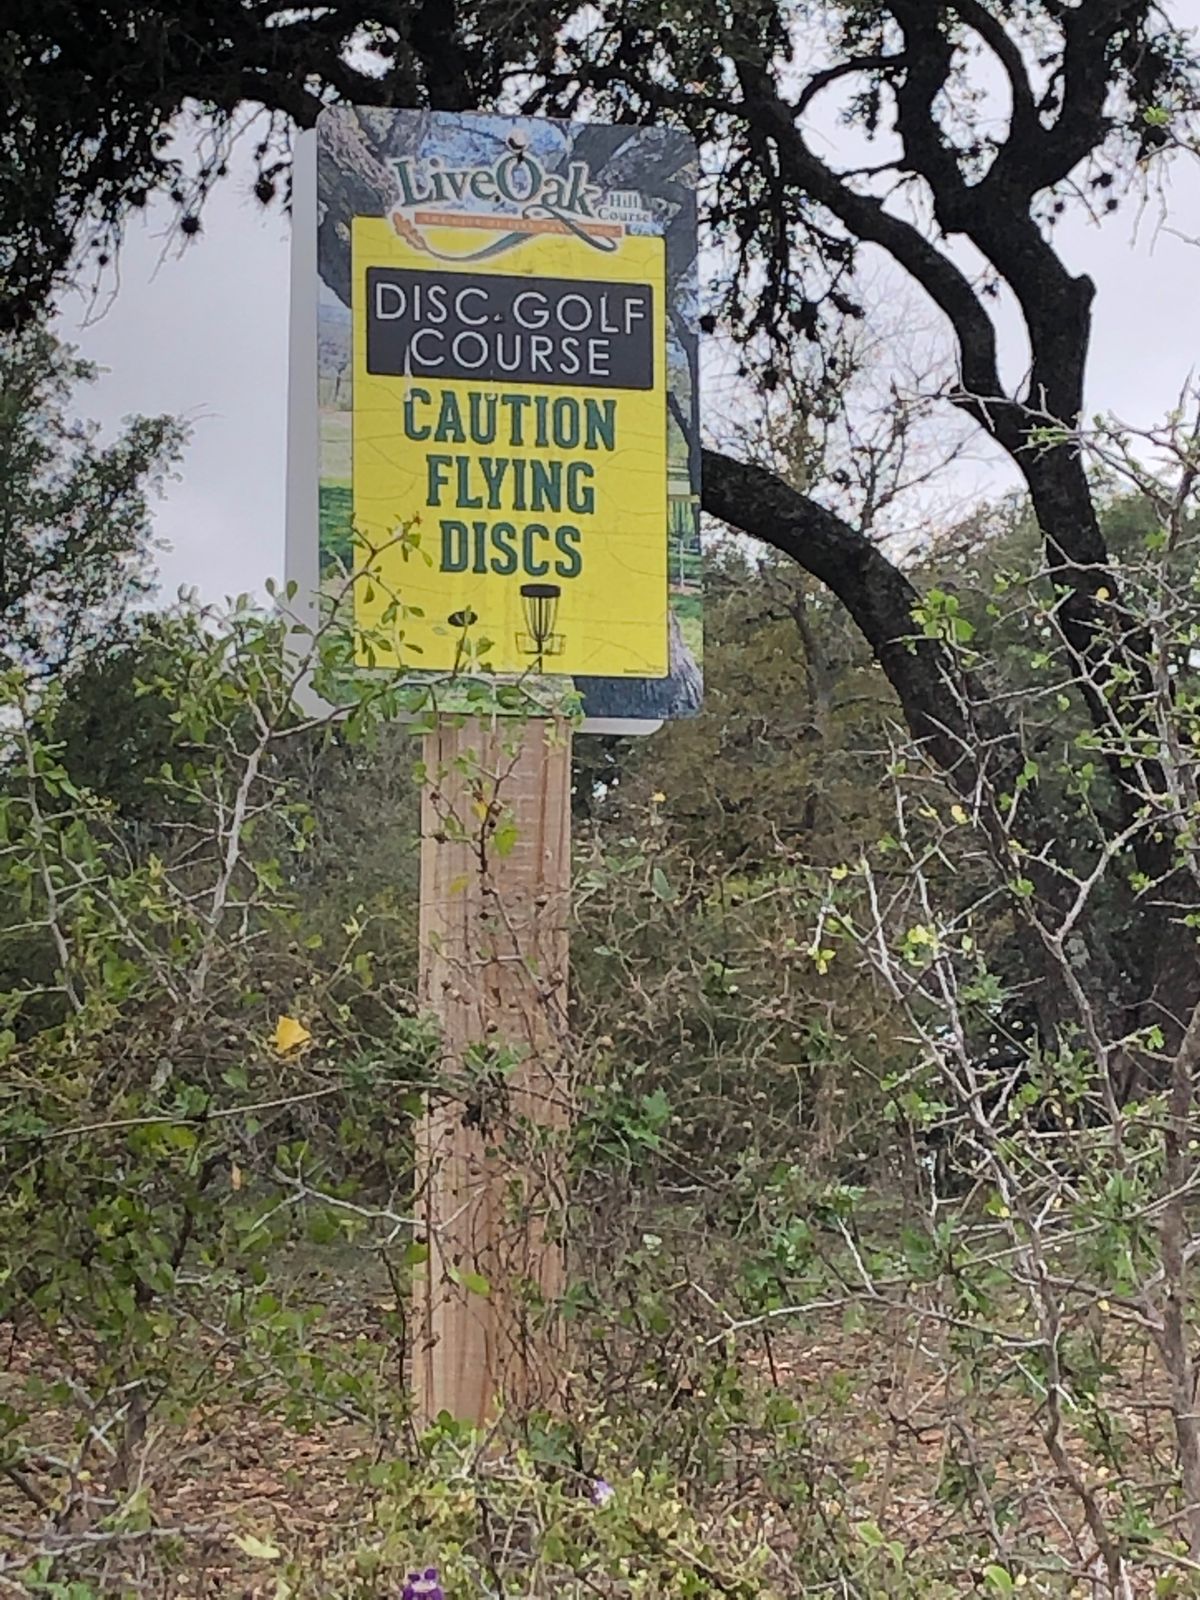 LiveOak
Hill
Course
DISC GOLF
COURSE
CAUTION
FLYING
DISCS